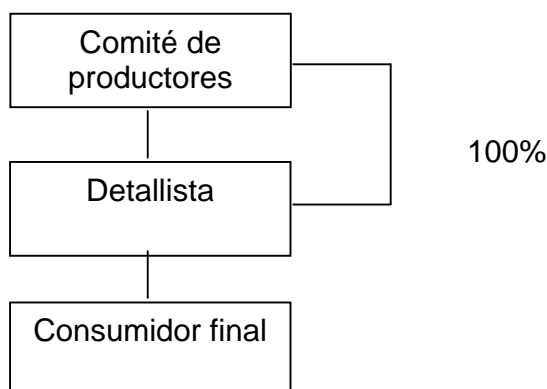 Comité de
productores
100%
Detallista
Consumidor final